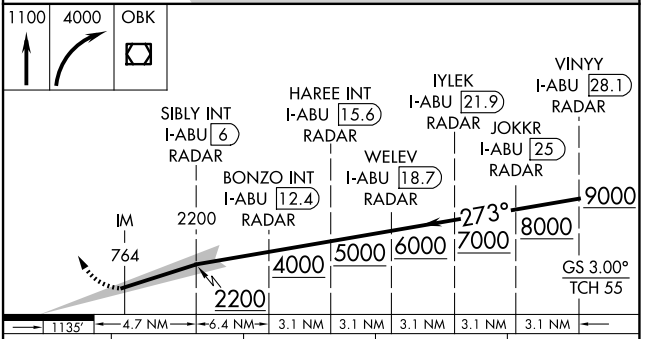 1100 4000 OBK
VINYY
I-ABU 28.1
RADAR
IYLEK
I-ABU 21.9
RADAR
HAREE INT
I-ABU 15.6
RADAR
SIBLY INT
I-ABU 6
RADAR
JOKKR
I-ABU 25
RADAR
WELEV
I-ABU 18.7
RADAR
BONZO INT
I-ABU 12.4
RADAR
IM
764
2200
2200
4000
5000
6000
273°
7000
8000
9000
GS 3.00°
TCH 55
1135' 4.7 NM 6.4 NM 3.1 NM 3.1 NM 3.1 NM 3.1 NM 3.1 NM